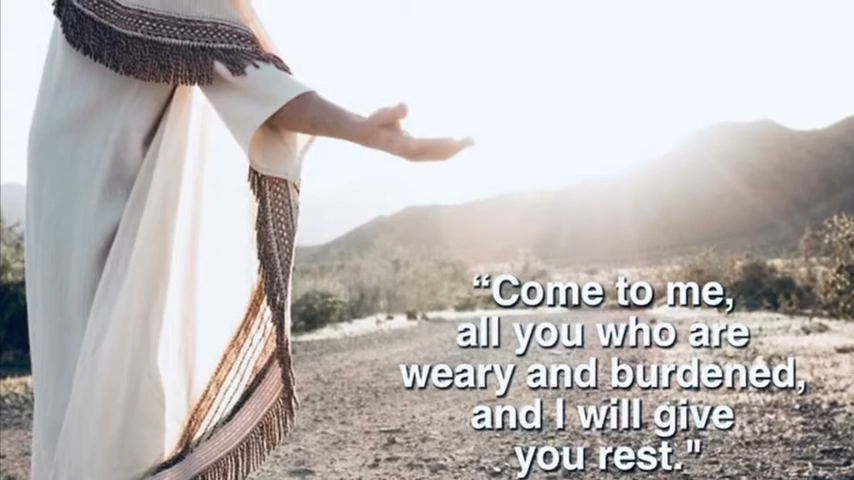 “Come to me,
all you who are
weary and burdened,
and I will give
you rest."